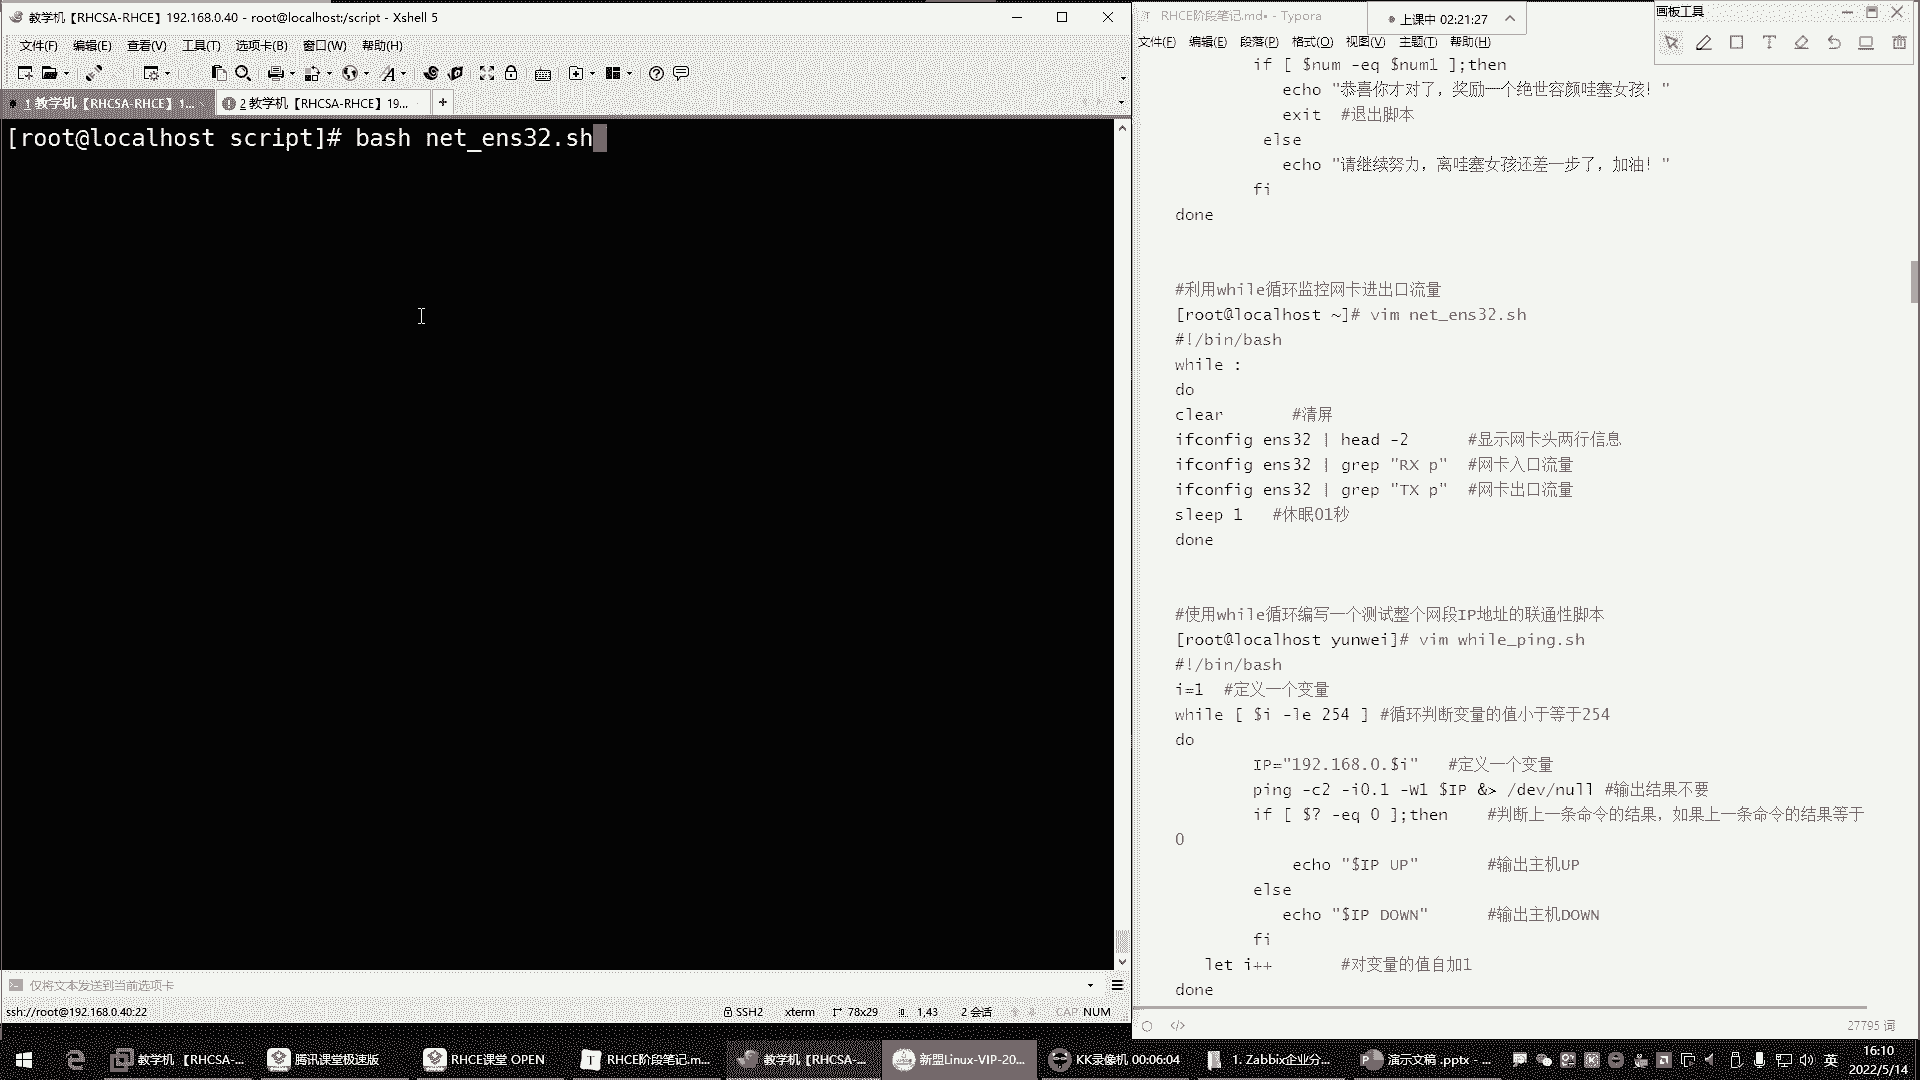 教学机【RHCSA-RHCE】192.168.0.40 - root@localhost:/script - Xshell 5
文件(F) 编辑(E) 查看(V) 工具(T) 选项卡(B) 窗口(W) 帮助(H)
1 教学机【RHCSA-RHCE】1...
2 教学机【RHCSA-RHCE】19...
[root@localhost script]# bash net_ens32.sh
仅将文本发送到当前选项卡
ssh://root@192.168.0.40:22
SSH2
xterm
78x29
1,43
2 会话
CAP NUM
RHCE阶段笔记.md• - Typora
上课中 02:21:27
画板工具
文件(F) 编辑(E) 段落(P) 格式(O) 视图(V) 主题(T) 帮助(H)
if [ $num -eq $num1 ];then
echo "恭喜你才对了，奖励一个绝世容颜哇塞女孩！"
exit #退出脚本
else
echo "请继续努力，离哇塞女孩还差一步了，加油！"
fi
done
#利用while循环监控网卡进出口流量
[root@localhost ~]# vim net_ens32.sh
#!/bin/bash
while :
do
clear #清屏
ifconfig ens32 | head -2 #显示网卡头两行信息
ifconfig ens32 | grep "RX p" #网卡入口流量
ifconfig ens32 | grep "TX p" #网卡出口流量
sleep 1 #休眠01秒
done
#使用while循环编写一个测试整个网段IP地址的联通性脚本
[root@localhost yunwei]# vim while_ping.sh
#!/bin/bash
i=1 #定义一个变量
while [ $i -le 254 ] #循环判断变量的值小于等于254
do
IP="192.168.0.$i" #定义一个变量
ping -c2 -i0.1 -W1 $IP &> /dev/null #输出结果不要
if [ $? -eq 0 ];then #判断上一条命令的结果，如果上一条命令的结果等于
0
echo "$IP UP" #输出主机UP
else
echo "$IP DOWN" #输出主机DOWN
fi
let i++ #对变量的值自加1
done
27795 词
教学机 【RHCSA-...
腾讯课堂极速版
RHCE课堂 OPEN
RHCE阶段笔记.m...
教学机【RHCSA-...
新盟Linux-VIP-20...
KK录像机 00:06:04
1. Zabbix企业分...
演示文稿 .pptx - ...
英
16:10
2022/5/14